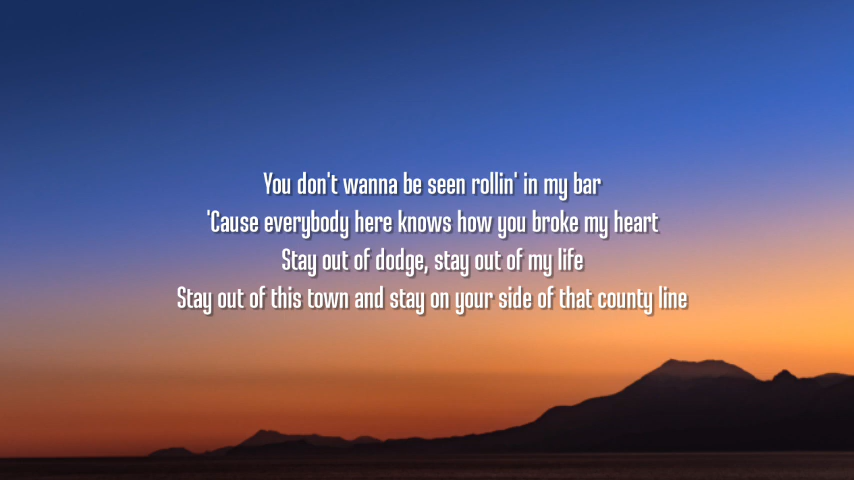 You don't wanna be seen rollin' in my bar
'Cause everybody here knows how you broke my heart
Stay out of dodge, stay out of my life
Stay out of this town and stay on your side of that county line